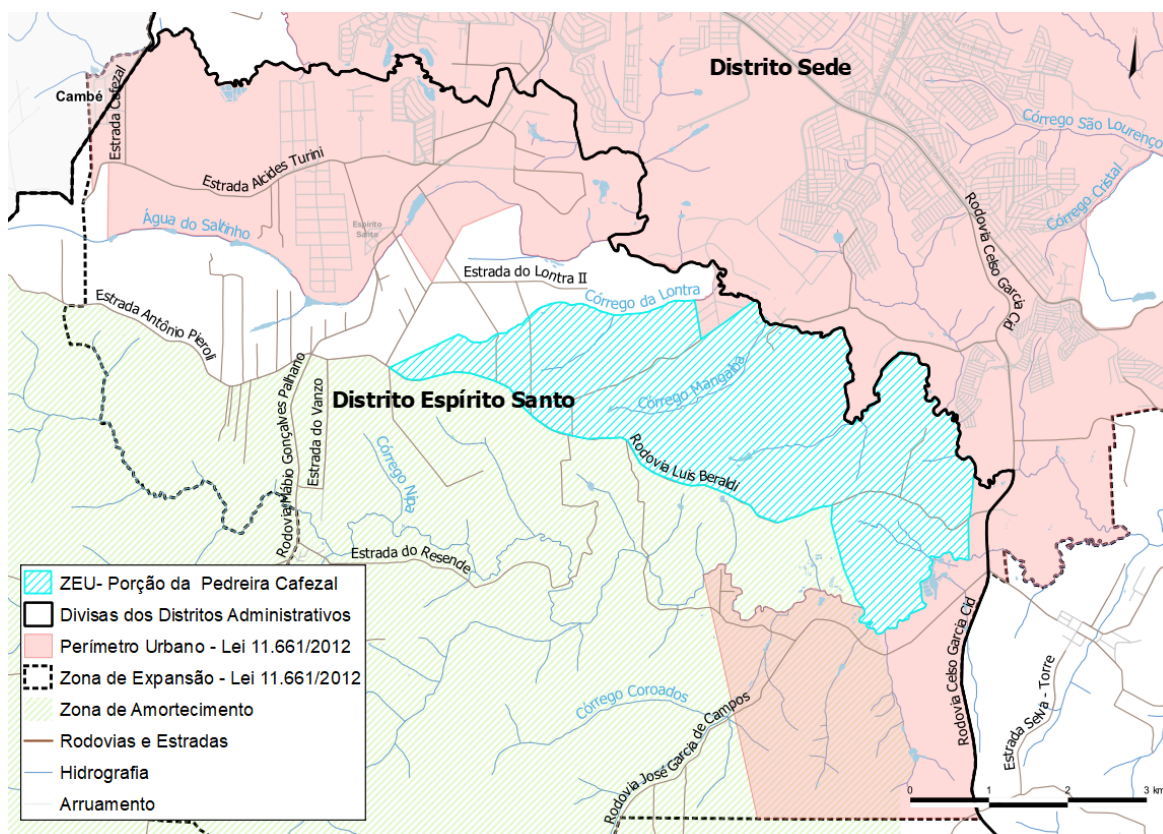 Distrito Sede
N
Cambé
Estrada Cafezal
Córrego São Lourenço
Estrada Alcides Turini
Córrego Cristal
Rodovia Celso Garcia Cid
Água do Saltinho
Espírito
Santo
Estrada do Lontra II
Córrego da Lontra
Estrada Antônio Pieroli
Córrego Mangaba
Distrito Espírito Santo
Rodovia Mábio Gonçalves Palhano
Estrada do Vanzo
Córrego Nipa
Rodovia Luis Beraldi
Estrada do Resende
ZEU- Porção da Pedreira Cafezal
Divisas dos Distritos Administrativos
Perímetro Urbano - Lei 11.661/2012
Zona de Expansão - Lei 11.661/2012
Zona de Amortecimento
Rodovias e Estradas
Hidrografia
Arruamento
Córrego Coroados
Rodovia José Garcia de Campos
Rodovia Celso Garcia Cid
Estrada Selva - Torre
0 1 2 3 km